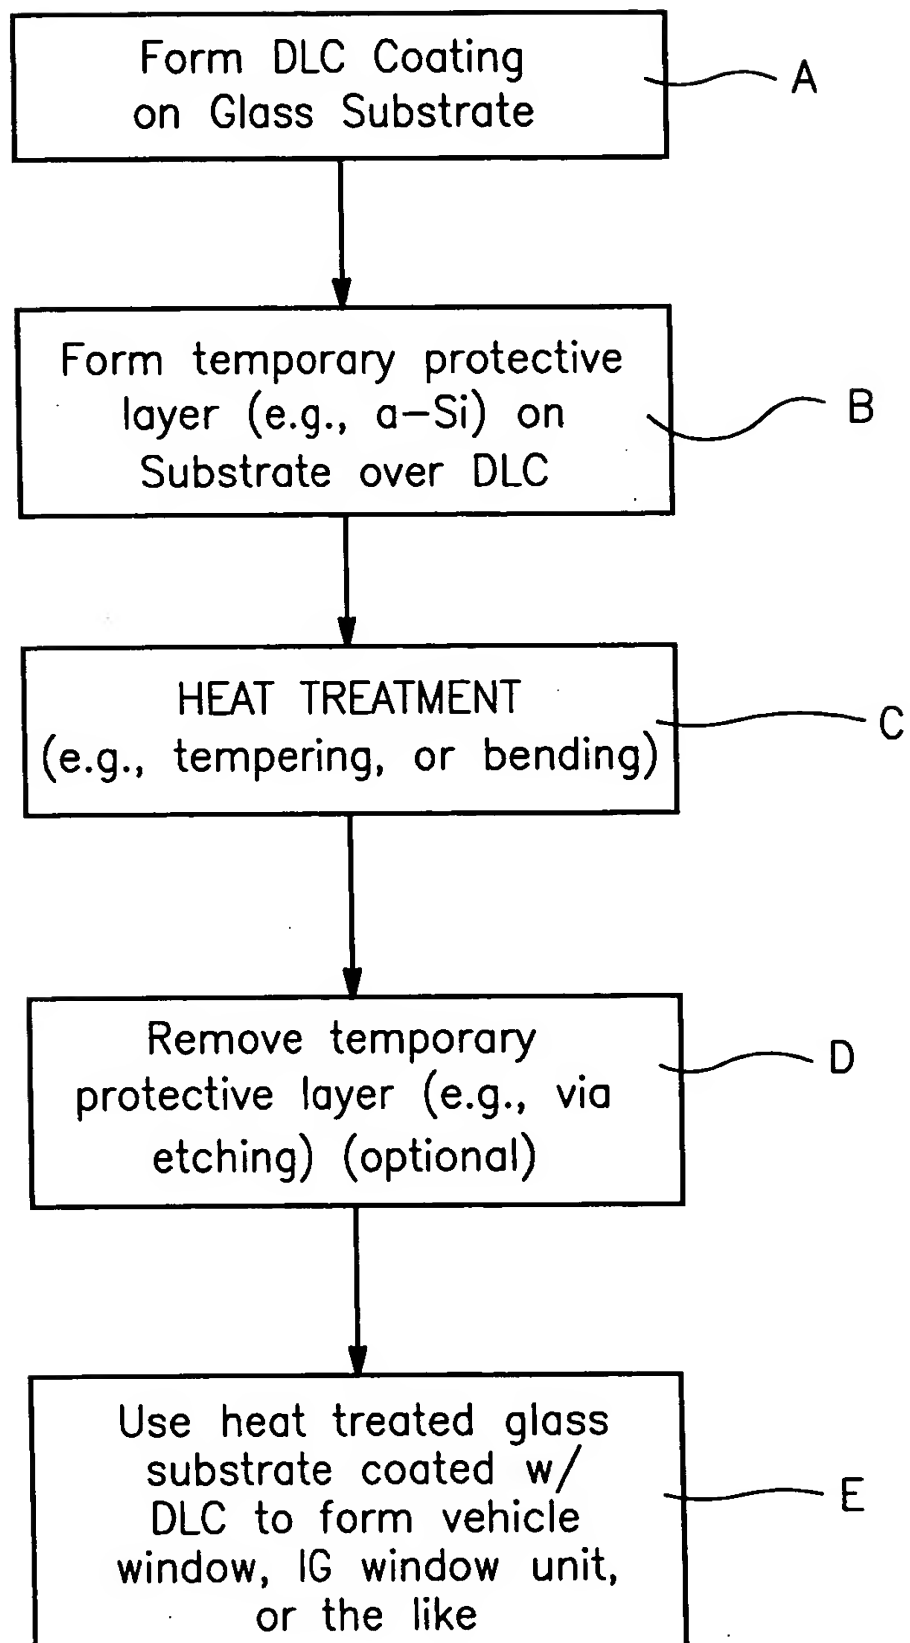 Form DLC Coating
on Glass Substrate
A
Form temporary protective
layer (e.g., a-Si) on
Substrate over DLC
B
HEAT TREATMENT
(e.g., tempering, or bending)
C
Remove temporary
protective layer (e.g., via
etching) (optional)
D
Use heat treated glass
substrate coated w/
DLC to form vehicle
window, IG window unit,
or the like
E